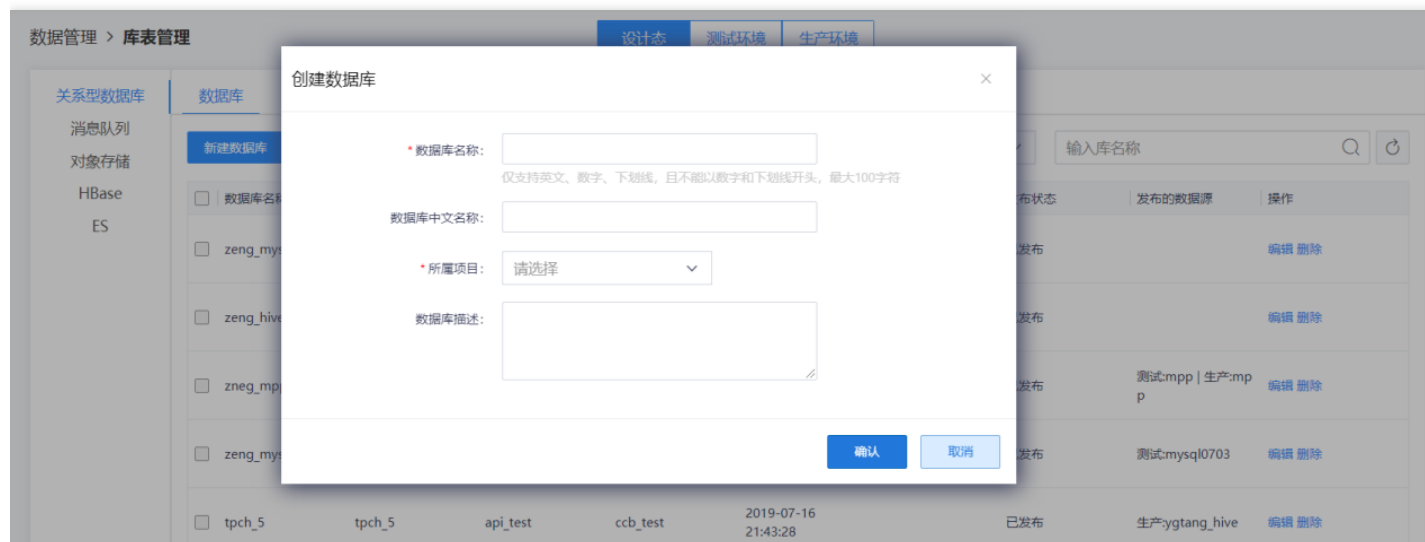 数据管理 > 库表管理
设计态 测试环境 生产环境
创建数据库
关系型数据库
消息队列
对象存储
HBase
ES
数据库
新建数据库
输入库名称
*数据库名称:
仅支持英文、数字、下划线，且不能以数字和下划线开头，最大100字符
数据库中文名称:
*所属项目: 请选择
数据库描述:
确认 取消
数据库名 布状态 发布的数据源 操作
zeng_mys 发布 编辑 删除
zeng_hive 发布 编辑 删除
zneg_mp 发布 测试:mpp | 生产:mp
p 编辑 删除
zeng_mys 发布 测试:mysql0703 编辑 删除
tpch_5 tpch_5 api_test ccb_test 2019-07-16
21:43:28 已发布 生产:ygtang_hive 编辑 删除